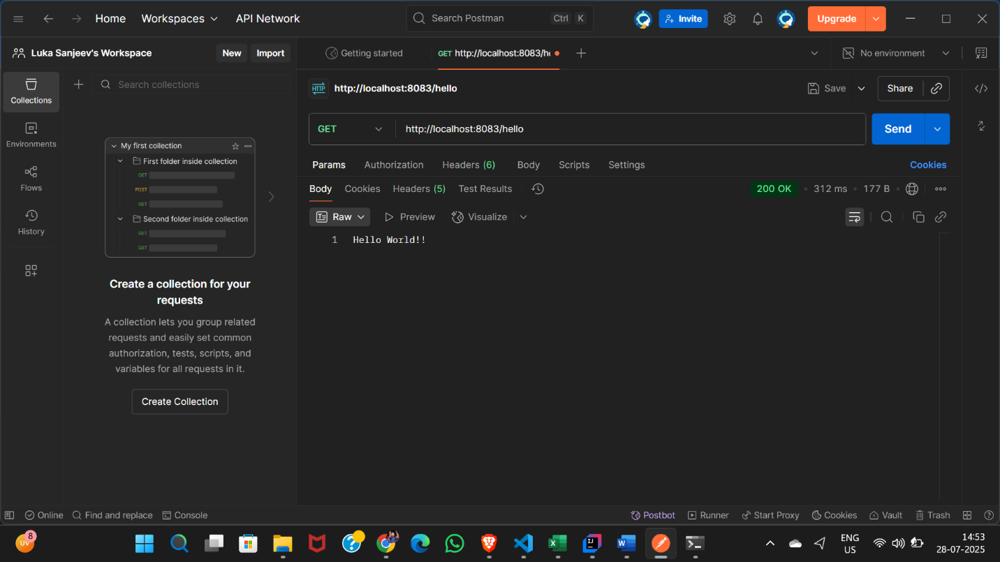 Home Workspaces API Network Search Postman Ctrl K Invite Upgrade
Luka Sanjeev's Workspace New Import Getting started GET http://localhost:8083/he No environment
Collections
Search collections
http://localhost:8083/hello Save Share
Environments
GET http://localhost:8083/hello Send
Flows
History
My first collection
First folder inside collection
GET
POST
GET
Second folder inside collection
GET
GET
Create a collection for your
requests
A collection lets you group related
requests and easily set common
authorization, tests, scripts, and
variables for all requests in it.
Create Collection
Params Authorization Headers (6) Body Scripts Settings Cookies
Body Cookies Headers (5) Test Results 200 OK 312 ms 177 B
Raw Preview Visualize
1 Hello World!!
Online Find and replace Console Postbot Runner Start Proxy Cookies Vault Trash
UV 8 ENG US 14:53
28-07-2025